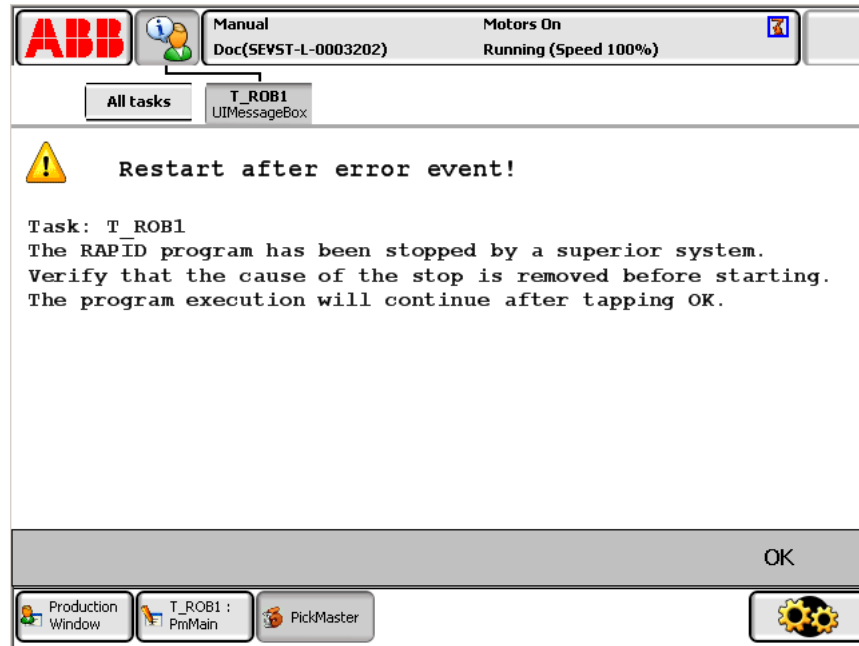 ABB
Manual
Motors On
Doc(SEVST-L-0003202)
Running (Speed 100%)
All tasks
T_ROB1
UIMessageBox
Restart after error event!
Task: T_ROB1
The RAPID program has been stopped by a superior system.
Verify that the cause of the stop is removed before starting.
The program execution will continue after tapping OK.
OK
Production
Window
T_ROB1 :
PmMain
PickMaster